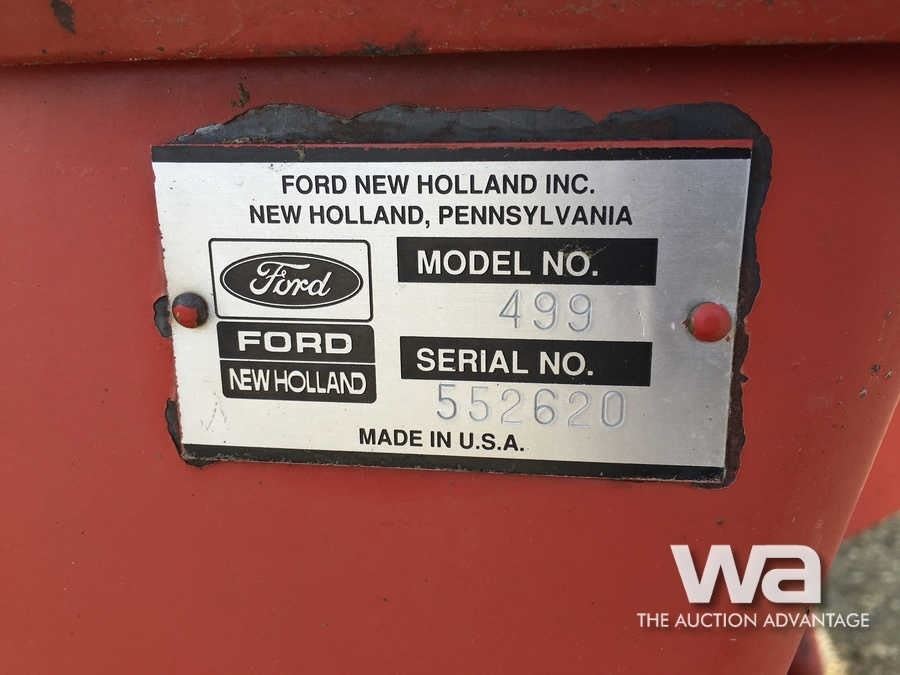 FORD NEW HOLLAND INC.
NEW HOLLAND, PENNSYLVANIA
Ford
FORD
NEW HOLLAND
MODEL NO.
499
SERIAL NO.
552620
MADE IN U.S.A.
wa
THE AUCTION ADVANTAGE